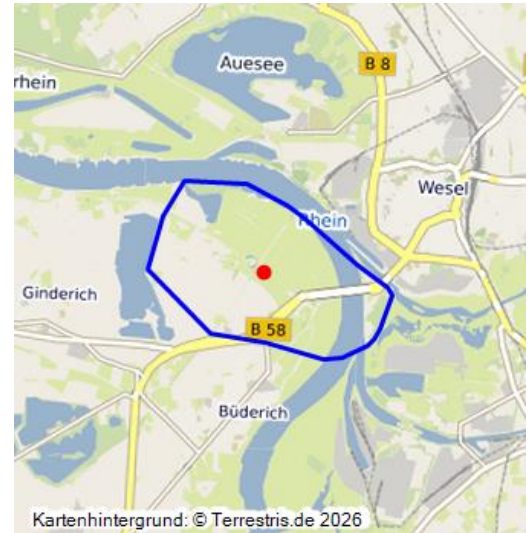 Auesee
B 8
rhein
Wesel
Rhein
Ginderich
B 58
Büderich
Kartenhintergrund: © Terrestris.de 2026